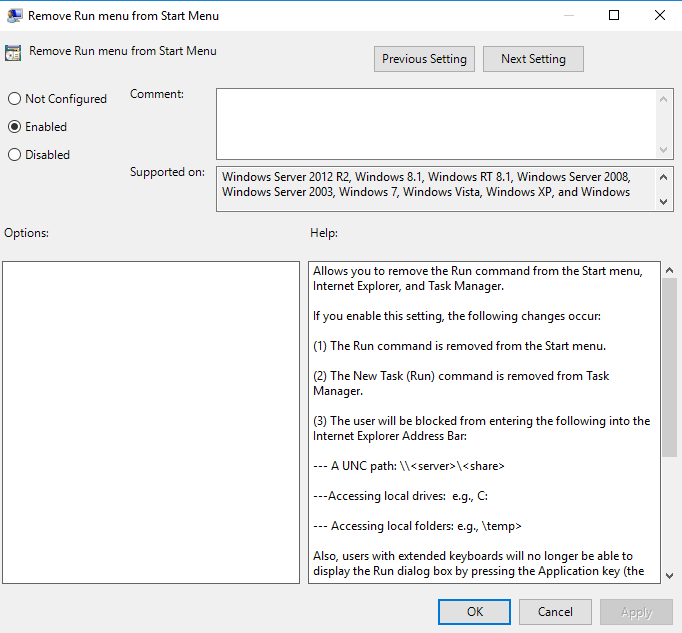 Remove Run menu from Start Menu
Remove Run menu from Start Menu
Previous Setting
Next Setting
Not Configured
Enabled
Disabled
Comment:
Supported on:
Windows Server 2012 R2, Windows 8.1, Windows RT 8.1, Windows Server 2008,
Windows Server 2003, Windows 7, Windows Vista, Windows XP, and Windows
Options:
Help:
Allows you to remove the Run command from the Start menu,
Internet Explorer, and Task Manager.
If you enable this setting, the following changes occur:
(1) The Run command is removed from the Start menu.
(2) The New Task (Run) command is removed from Task
Manager.
(3) The user will be blocked from entering the following into the
Internet Explorer Address Bar:
--- A UNC path: \\<server>\<share>
---Accessing local drives:  e.g., C:
--- Accessing local folders: e.g., \temp>
Also, users with extended keyboards will no longer be able to
display the Run dialog box by pressing the Application key (the
OK
Cancel
Apply